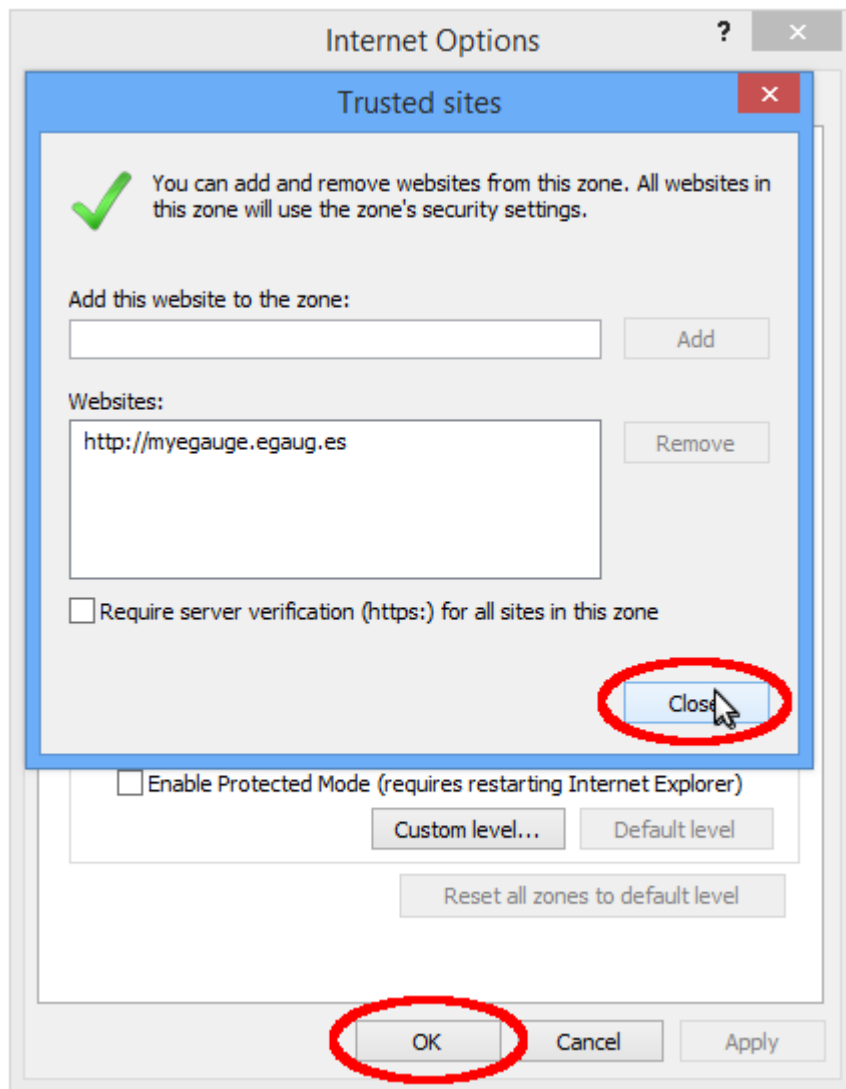 Internet Options
?
Trusted sites
You can add and remove websites from this zone. All websites in
this zone will use the zone's security settings.
Add this website to the zone:
Add
Websites:
http://myegauge.egaug.es
Remove
Require server verification (https:) for all sites in this zone
Close
Enable Protected Mode (requires restarting Internet Explorer)
Custom level...
Default level
Reset all zones to default level
OK
Cancel
Apply